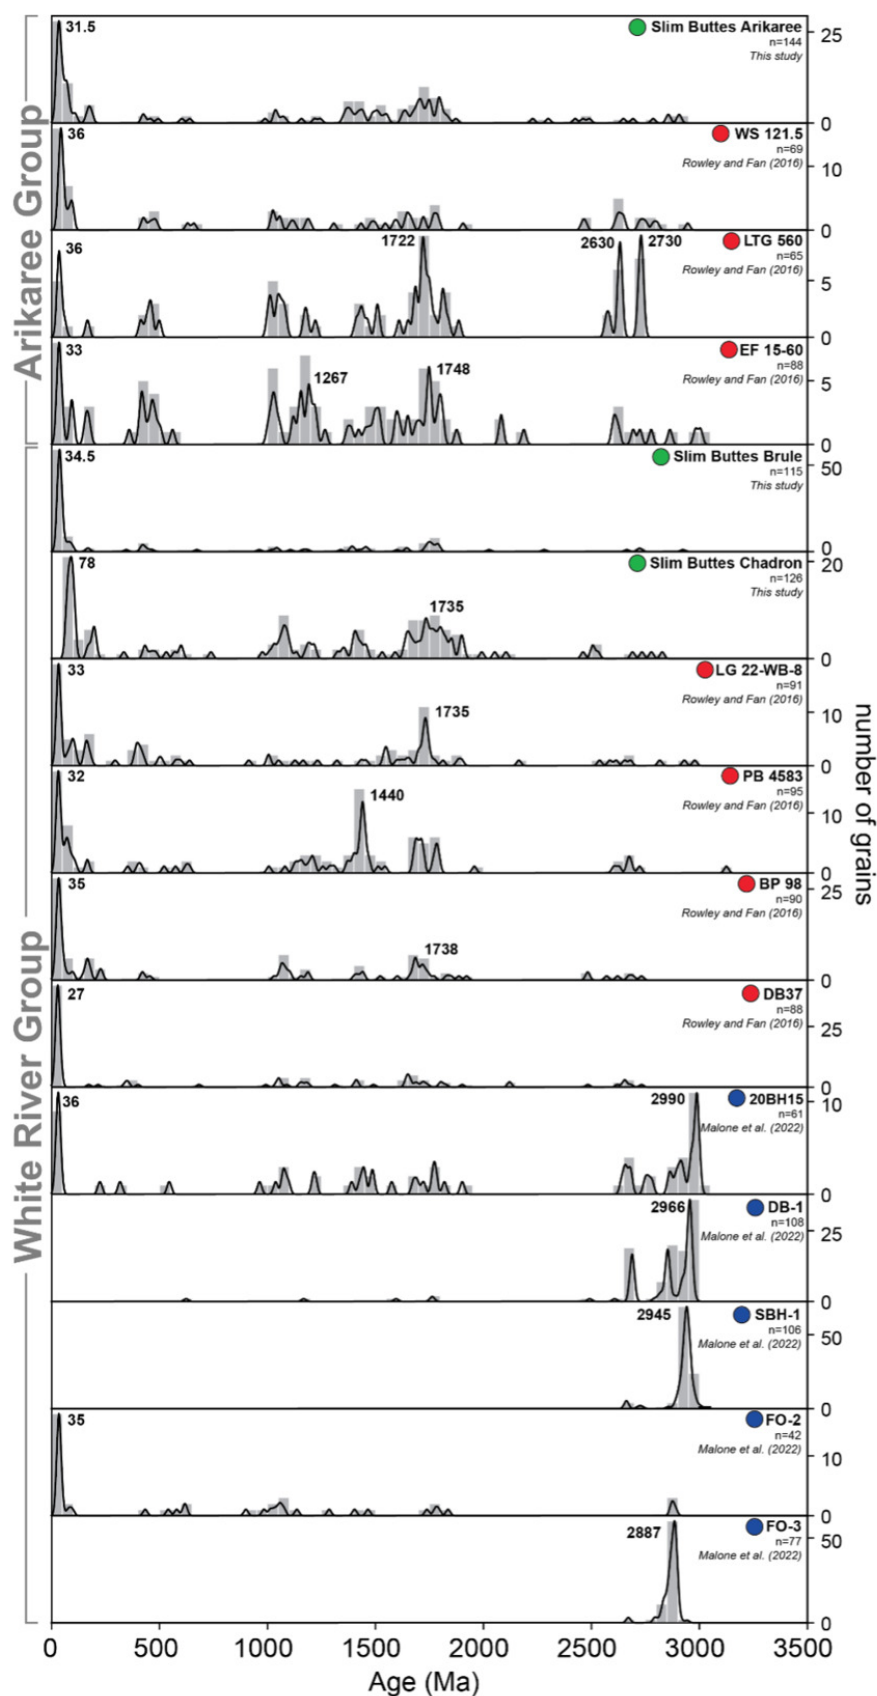 Arikaree Group
White River Group
31.5
Slim Buttes Arikaree
n=144
This study
25
0
36
WS 121.5
n=69
Rowley and Fan (2016)
10
0
36
1722
2630
2730
LTG 560
n=65
Rowley and Fan (2016)
5
0
33
1267
1748
EF 15-60
n=88
Rowley and Fan (2016)
5
0
34.5
Slim Buttes Brule
n=115
This study
50
0
78
1735
Slim Buttes Chadron
n=126
This study
20
0
33
1735
LG 22-WB-8
n=91
Rowley and Fan (2016)
10
0
32
1440
PB 4583
n=95
Rowley and Fan (2016)
10
0
35
1738
BP 98
n=90
Rowley and Fan (2016)
25
0
27
DB37
n=88
Rowley and Fan (2016)
25
0
36
2990
20BH15
n=61
Malone et al. (2022)
10
0
2966
DB-1
n=108
Malone et al. (2022)
25
0
2945
SBH-1
n=106
Malone et al. (2022)
50
0
35
FO-2
n=42
Malone et al. (2022)
10
0
2887
FO-3
n=77
Malone et al. (2022)
50
0
number of grains
0 500 1000 1500 2000 2500 3000 3500
Age (Ma)